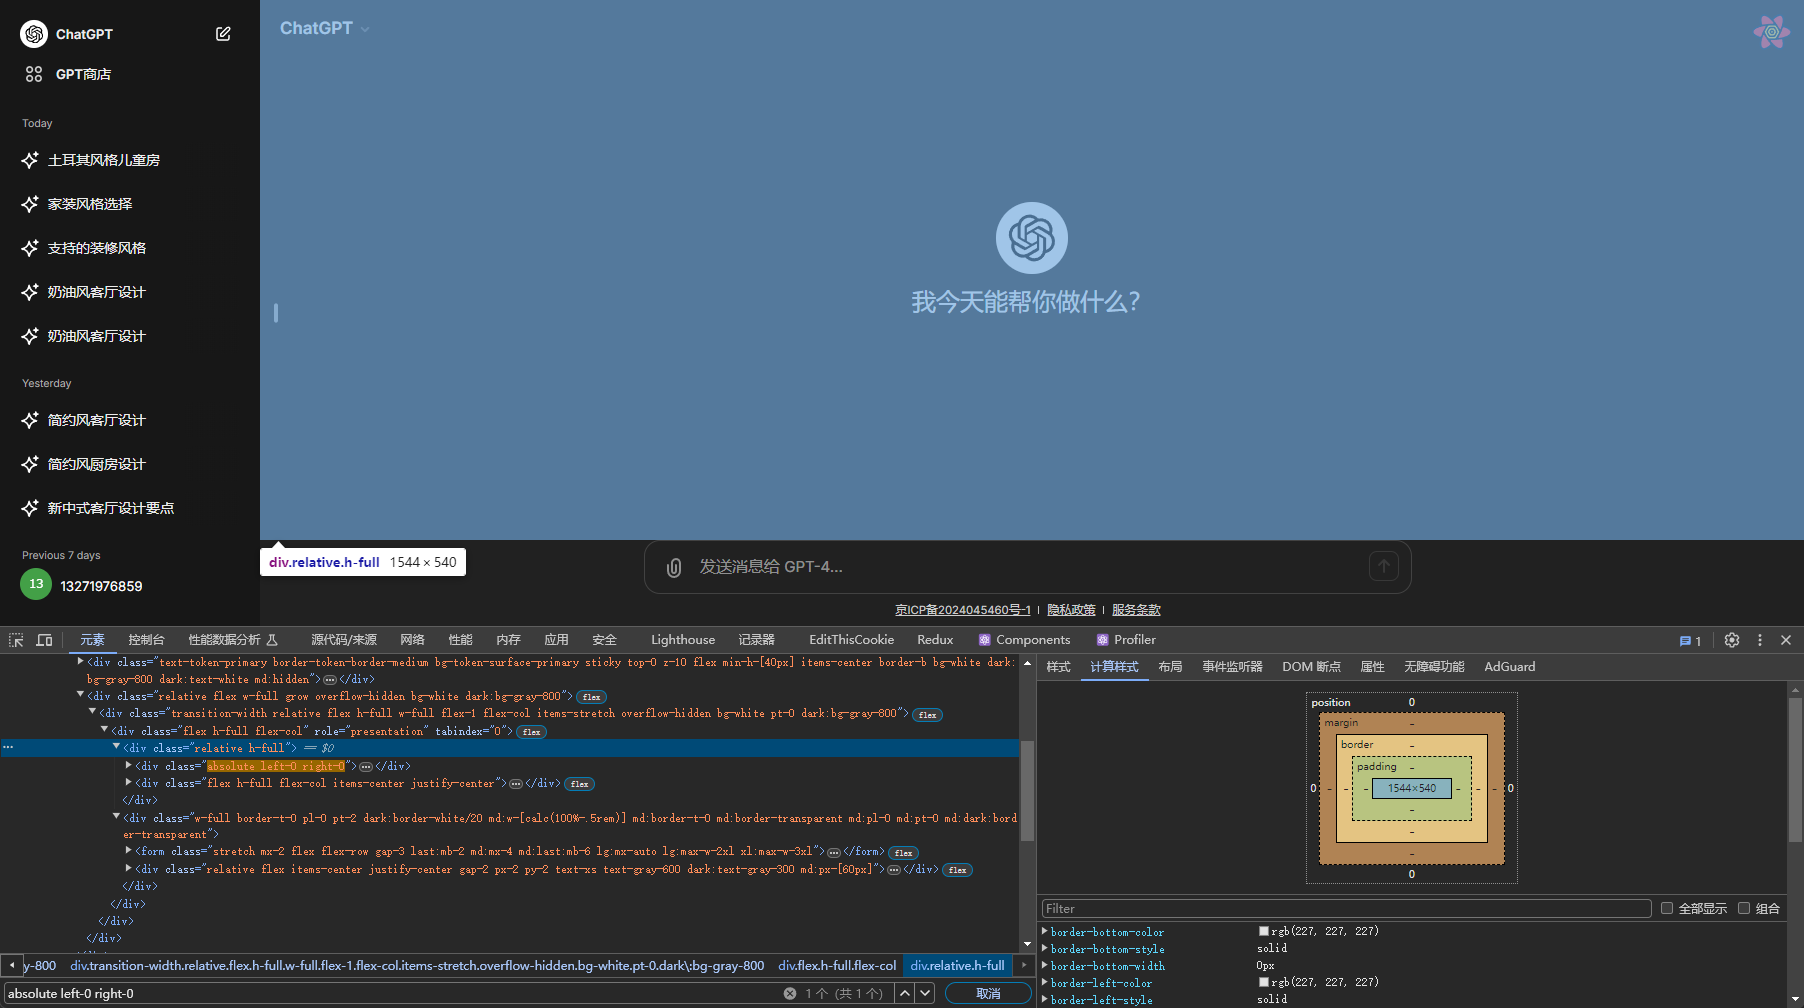 ChatGPT
GPT商店
Today
土耳其风格儿童房
家装风格选择
支持的装修风格
奶油风客厅设计
奶油风客厅设计
Yesterday
简约风客厅设计
简约风厨房设计
新中式客厅设计要点
Previous 7 days
13 13271976859
ChatGPT
我今天能帮你做什么?
div.relative.h-full 1544 × 540
发送消息给 GPT-4...
京ICP备2024045460号-1 | 隐私政策 | 服务条款
元素 控制台 性能数据分析 源代码/来源 网络 性能 内存 应用 安全 Lighthouse 记录器 EditThisCookie Redux Components Profiler 1
<div class="text-token-primary border-token-border-medium bg-token-surface-primary sticky top-0 z-10 flex min-h-[40px] items-center border-b bg-white dark:
bg-gray-800 dark:text-white md:hidden">…</div>
<div class="relative flex w-full grow overflow-hidden bg-white dark:bg-gray-800"> flex
<div class="transition-width relative flex h-full w-full flex-1 flex-col items-stretch overflow-hidden bg-white pt-0 dark:bg-gray-800"> flex
<div class="flex h-full flex-col" role="presentation" tabindex="0"> flex
… <div class="relative h-full"> == $0
<div class="absolute left-0 right-0">…</div>
<div class="flex h-full flex-col items-center justify-center">…</div> flex
</div>
<div class="w-full border-t-0 pl-0 pt-2 dark:border-white/20 md:w-[calc(100%-.5rem)] md:border-t-0 md:border-transparent md:pl-0 md:pt-0 md:dark:bord
er-transparent">
<form class="stretch mx-2 flex flex-row gap-3 last:mb-2 md:mx-4 md:last:mb-6 lg:mx-auto lg:max-w-2xl xl:max-w-3xl">…</form> flex
<div class="relative flex items-center justify-center gap-2 px-2 py-2 text-xs text-gray-600 dark:text-gray-300 md:px-[60px]">…</div> flex
</div>
</div>
</div>
</div>
y-800 div.transition-width.relative.flex.h-full.w-full.flex-1.flex-col.items-stretch.overflow-hidden.bg-white.pt-0.dark\:bg-gray-800 div.flex.h-full.flex-col div.relative.h-full
absolute left-0 right-0 1 个 (共 1 个) 取消
样式 计算样式 布局 事件监听器 DOM 断点 属性 无障碍功能 AdGuard
position 0
margin -
border -
padding -
0 - - - 1544×540 - - - 0
-
-
-
0
Filter 全部显示 组合
border-bottom-color rgb(227, 227, 227)
border-bottom-style solid
border-bottom-width 0px
border-left-color rgb(227, 227, 227)
border-left-style solid